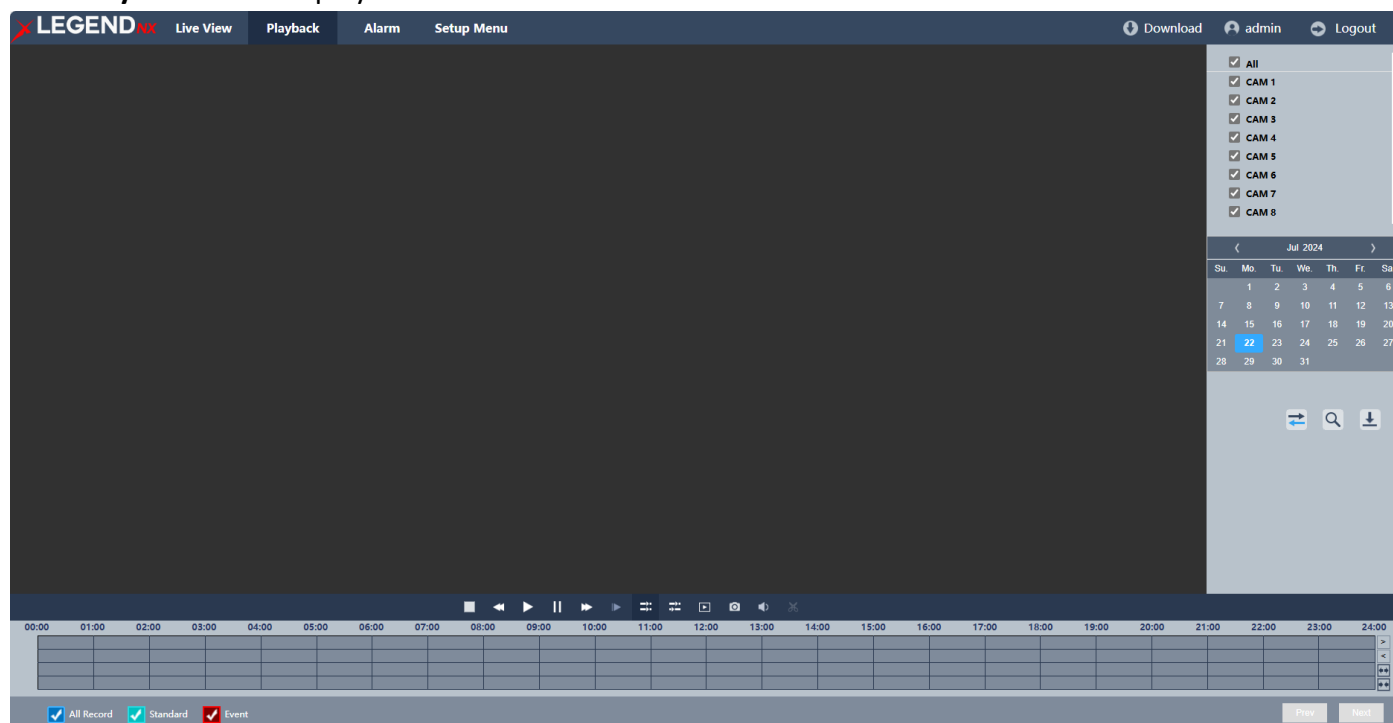 LEGEND NX Live View Playback Alarm Setup Menu Download admin Logout
All
CAM 1
CAM 2
CAM 3
CAM 4
CAM 5
CAM 6
CAM 7
CAM 8
Jul 2024
Su. Mo. Tu. We. Th. Fr. Sa
1 2 3 4 5 6
7 8 9 10 11 12 13
14 15 16 17 18 19 20
21 22 23 24 25 26 27
28 29 30 31
00:00 01:00 02:00 03:00 04:00 05:00 06:00 07:00 08:00 09:00 10:00 11:00 12:00 13:00 14:00 15:00 16:00 17:00 18:00 19:00 20:00 21:00 22:00 23:00 24:00
All Record Standard Event Prev Next